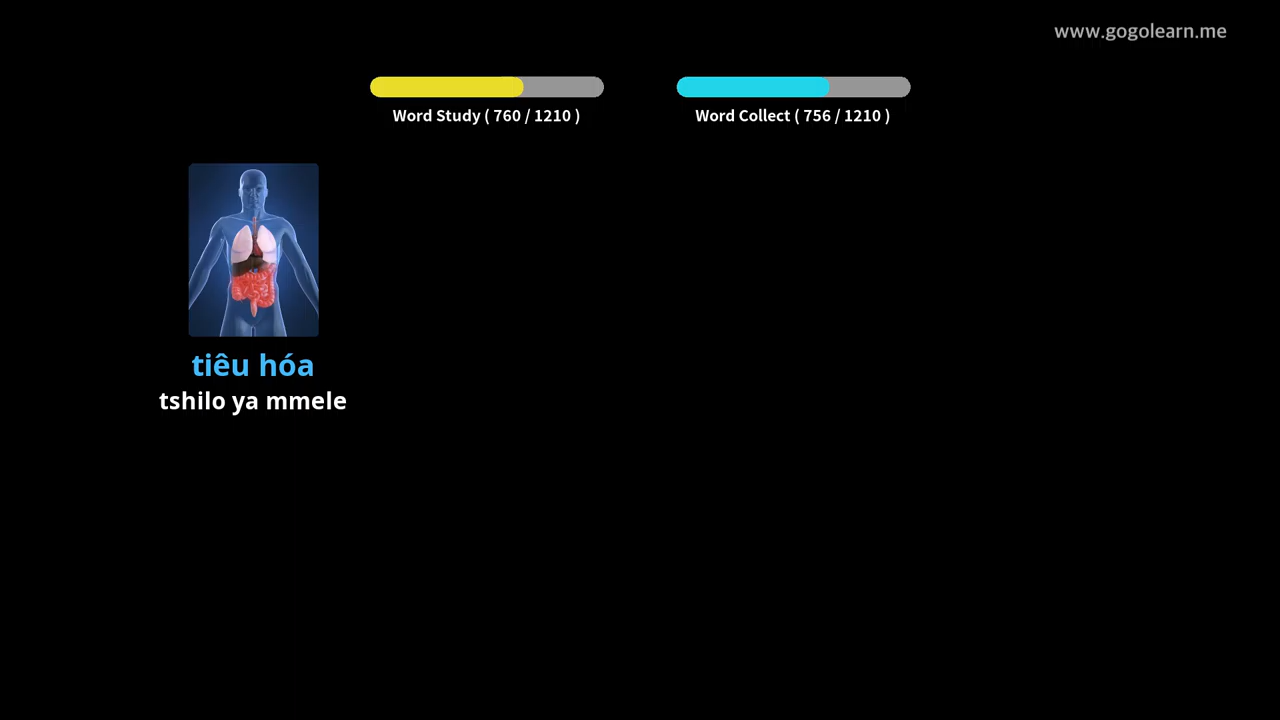 www.gogolearn.me
Word Study ( 760 / 1210 )
Word Collect ( 756 / 1210 )
tiêu hóa
tshilo ya mmele